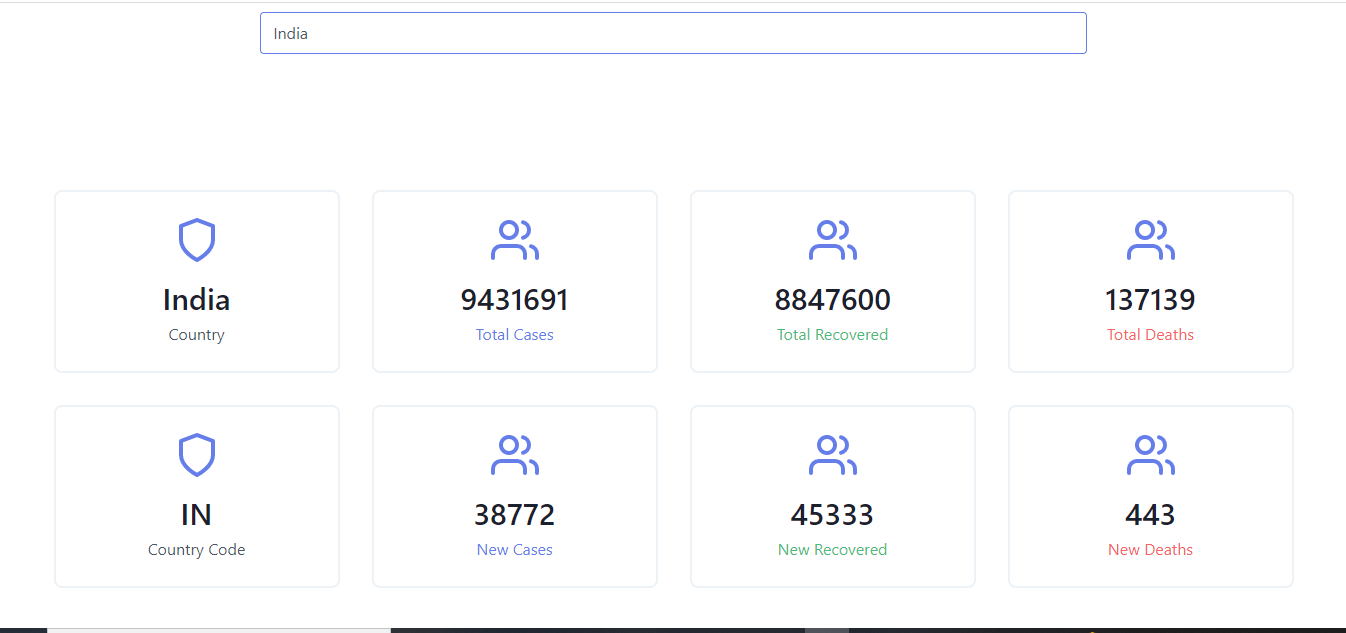 India
India
Country
9431691
Total Cases
8847600
Total Recovered
137139
Total Deaths
IN
Country Code
38772
New Cases
45333
New Recovered
443
New Deaths